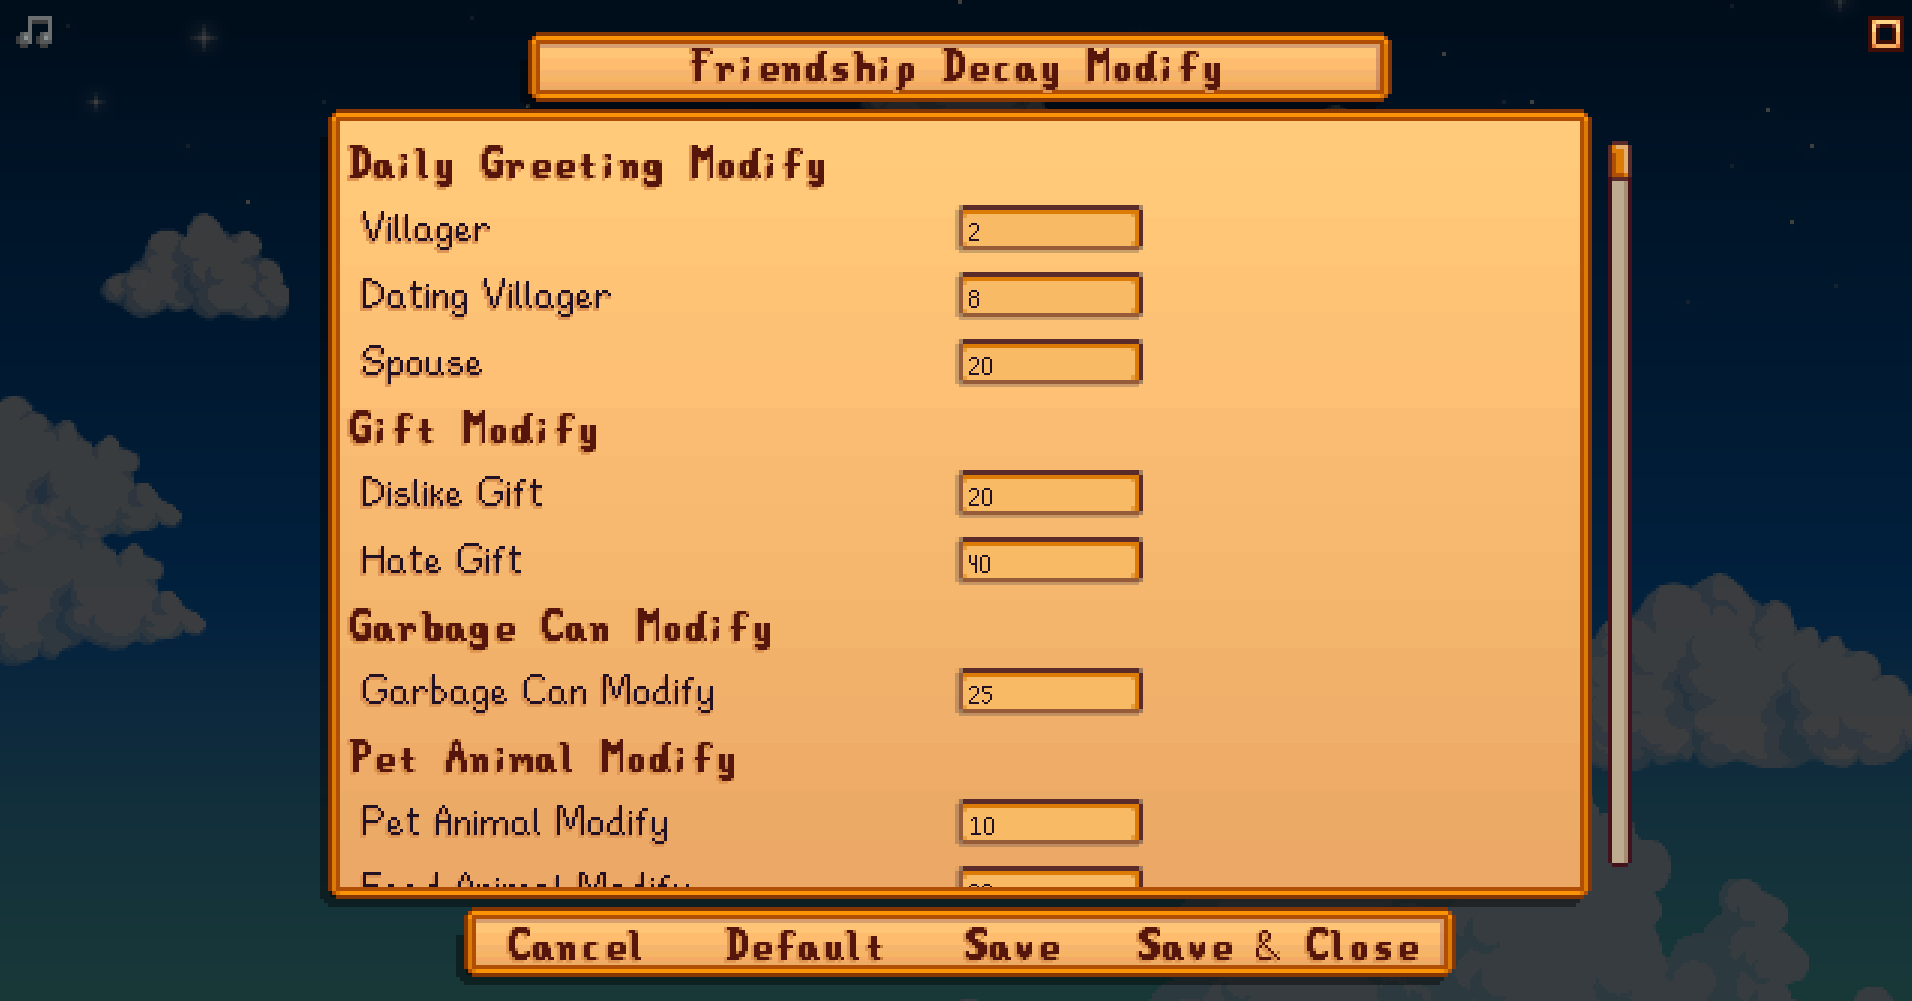 Friendship Decay Modify
Daily Greeting Modify
Villager 2
Dating Villager 8
Spouse 20
Gift Modify
Dislike Gift 20
Hate Gift 40
Garbage Can Modify
Garbage Can Modify 25
Pet Animal Modify
Pet Animal Modify 10
Animal Modify
Cancel Default Save Save & Close